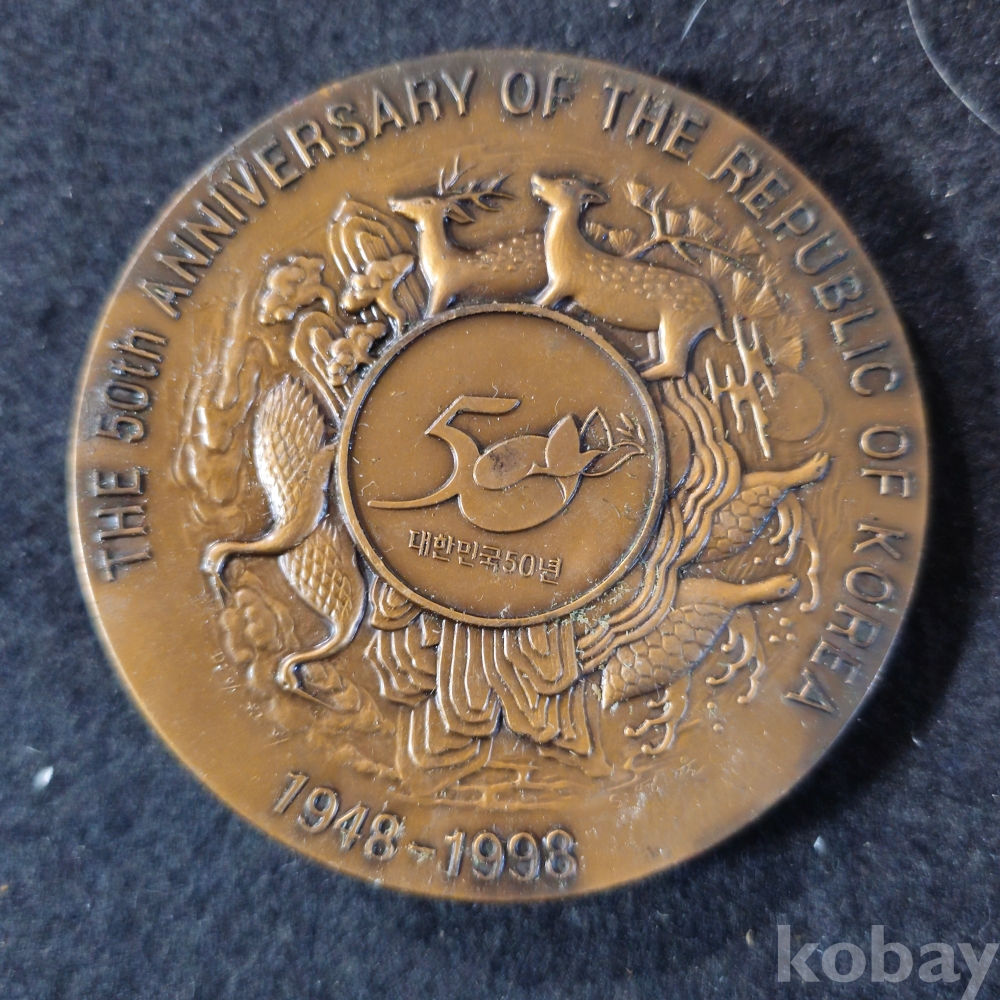 THE 50th ANNIVERSARY OF THE REPUBLIC OF KOREA
50
대한민국50년
1948-1998
kobay